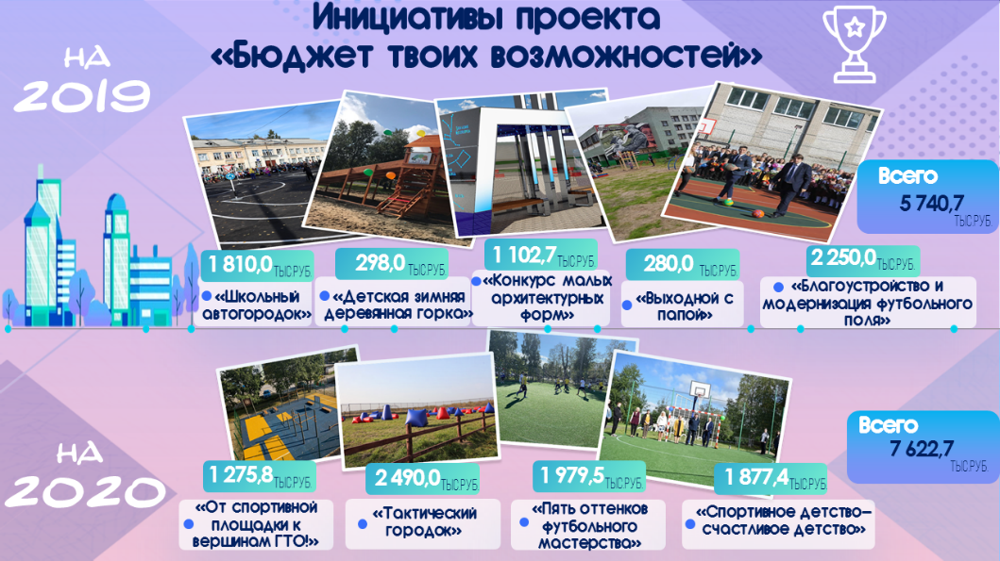 Инициативы проекта
«Бюджет твоих возможностей»
НА
2019
Всего
5 740,7
ТЫС.РУБ.
1 810,0 ТЫС.РУБ.
«Школьный
автогородок»
298,0 ТЫС.РУБ.
«Детская зимняя
деревянная горка»
1 102,7 ТЫС.РУБ.
«Конкурс малых
архитектурных
форм»
280,0 ТЫС.РУБ.
«Выходной с
папой»
2 250,0 ТЫС.РУБ.
«Благоустройство и
модернизация футбольного
поля»
НА
2020
Всего
7 622,7
ТЫС.РУБ.
1 275,8 ТЫС.РУБ.
«От спортивной
площадки к
вершинам ГТО!»
2 490,0 ТЫС.РУБ.
«Тактический
городок»
1 979,5 ТЫС.РУБ.
«Пять оттенков
футбольного
мастерства»
1 877,4 ТЫС.РУБ.
«Спортивное детство–
счастливое детство»